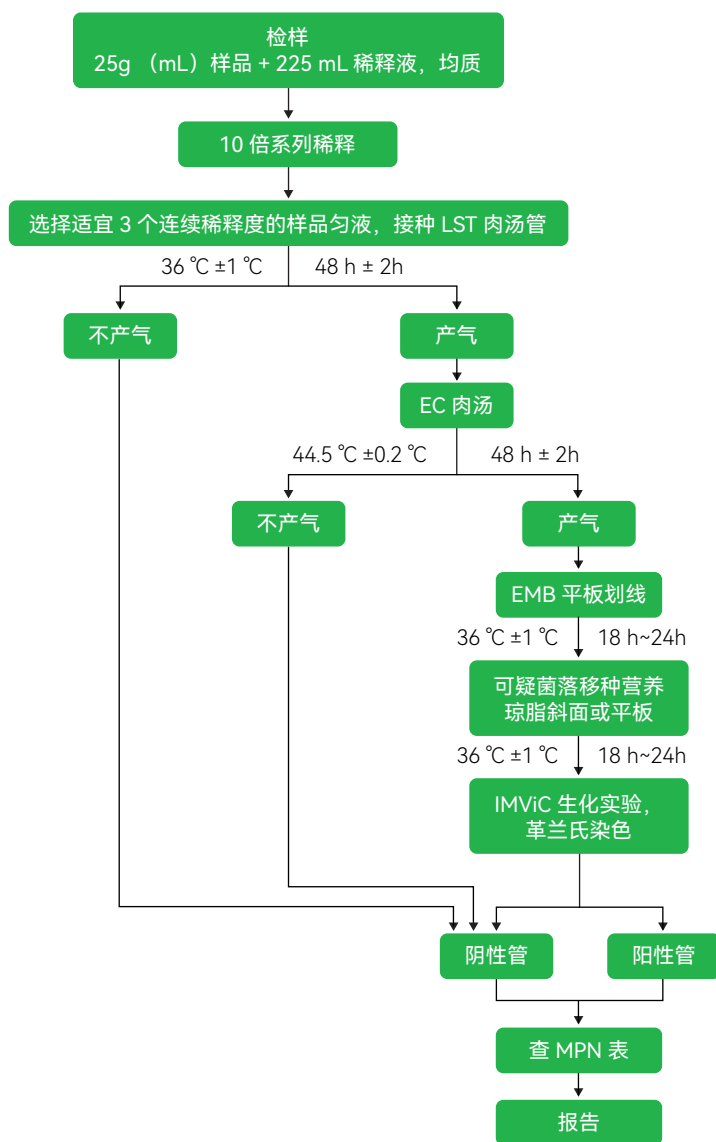 检样
25g （mL）样品 + 225 mL 稀释液，均质
10 倍系列稀释
选择适宜 3 个连续稀释度的样品匀液，接种 LST 肉汤管
36 ℃ ±1 ℃ 48 h ± 2h
不产气 产气
EC 肉汤
44.5 ℃ ±0.2 ℃ 48 h ± 2h
不产气 产气
EMB 平板划线
36 ℃ ±1 ℃ 18 h~24h
可疑菌落移种营养
琼脂斜面或平板
36 ℃ ±1 ℃ 18 h~24h
IMViC 生化实验，
革兰氏染色
阴性管 阳性管
查 MPN 表
报告